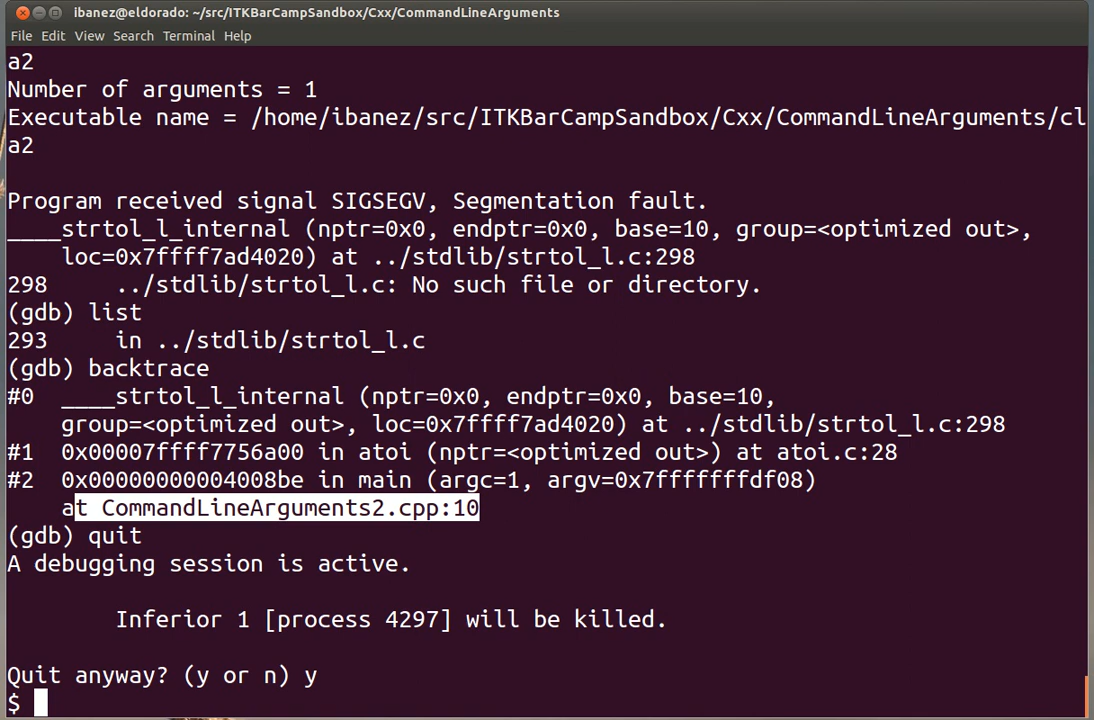 ibanez@eldorado: ~/src/ITKBarCampSandbox/Cxx/CommandLineArguments
File Edit View Search Terminal Help
a2
Number of arguments = 1
Executable name = /home/ibanez/src/ITKBarCampSandbox/Cxx/CommandLineArguments/cl
a2
Program received signal SIGSEGV, Segmentation fault.
____strtol_l_internal (nptr=0x0, endptr=0x0, base=10, group=<optimized out>,
    loc=0x7ffff7ad4020) at ../stdlib/strtol_l.c:298
298     ../stdlib/strtol_l.c: No such file or directory.
(gdb) list
293     in ../stdlib/strtol_l.c
(gdb) backtrace
#0  ____strtol_l_internal (nptr=0x0, endptr=0x0, base=10,
    group=<optimized out>, loc=0x7ffff7ad4020) at ../stdlib/strtol_l.c:298
#1  0x00007ffff7756a00 in atoi (nptr=<optimized out>) at atoi.c:28
#2  0x00000000004008be in main (argc=1, argv=0x7fffffffdf08)
    at CommandLineArguments2.cpp:10
(gdb) quit
A debugging session is active.
        Inferior 1 [process 4297] will be killed.
Quit anyway? (y or n) y
$